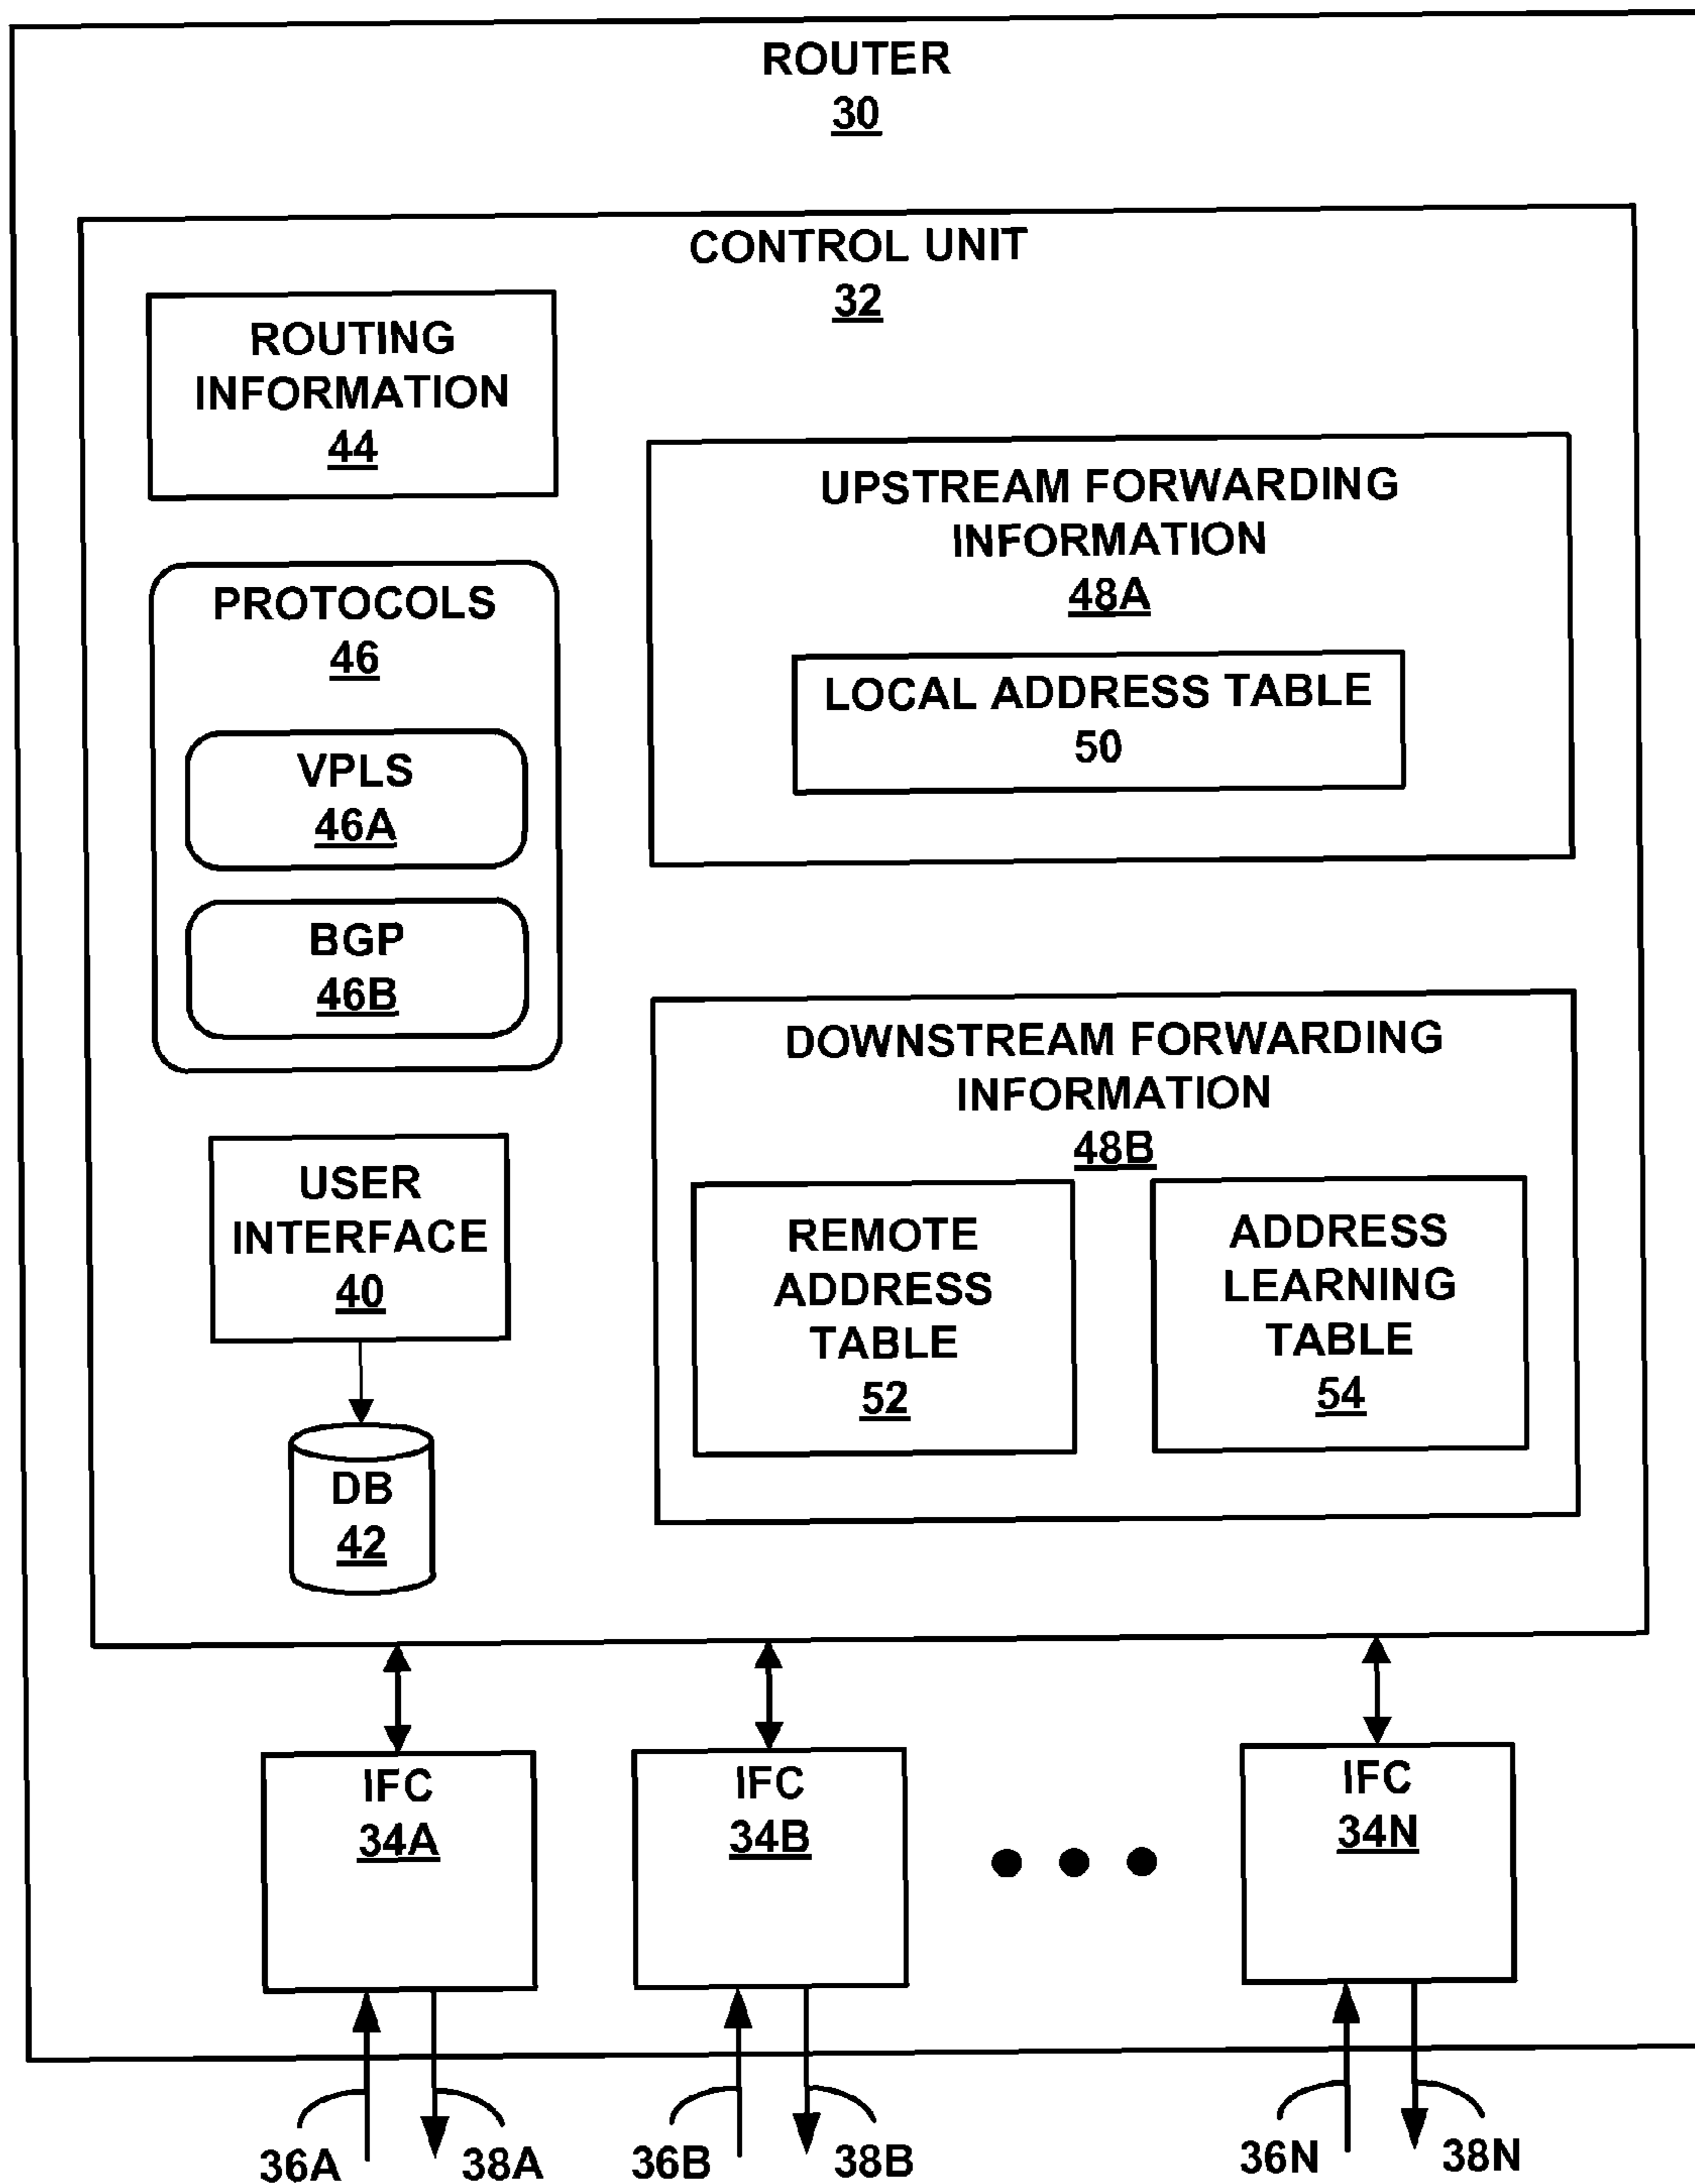 ROUTER
30
CONTROL UNIT
32
ROUTING
INFORMATION
44
PROTOCOLS
46
VPLS
46A
BGP
46B
USER
INTERFACE
40
DB
42
UPSTREAM FORWARDING
INFORMATION
48A
LOCAL ADDRESS TABLE
50
DOWNSTREAM FORWARDING
INFORMATION
48B
REMOTE
ADDRESS
TABLE
52
ADDRESS
LEARNING
TABLE
54
IFC
34A
IFC
34B
IFC
34N
36A
38A
36B
38B
36N
38N